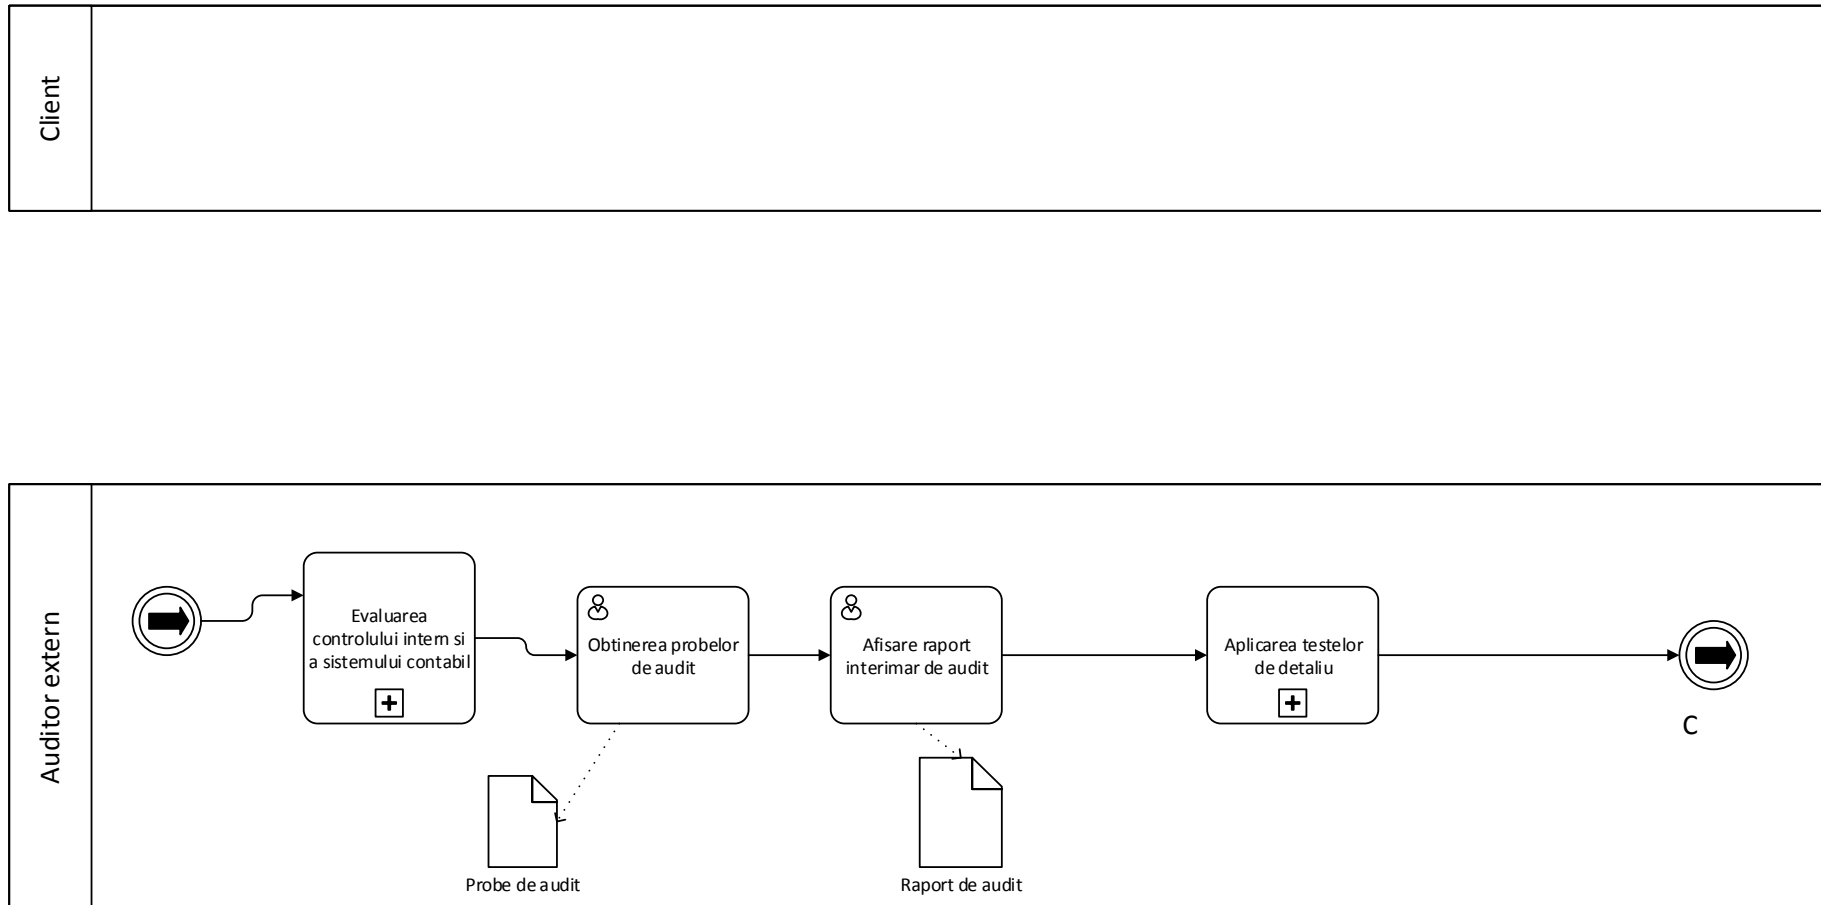 Client
Auditor extern
Evaluarea
controlului intern si
a sistemului contabil
Obtinerea probelor
de audit
Afisare raport
interimar de audit
Aplicarea testelor
de detaliu
C
Probe de audit
Raport de audit